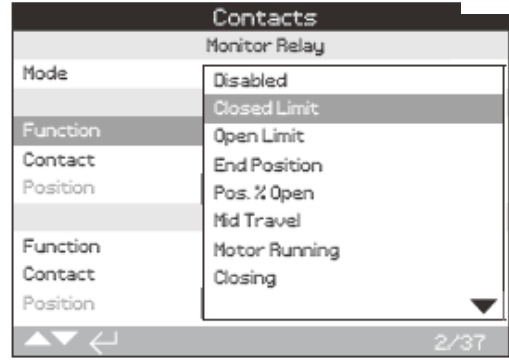 Contacts
Monitor Relay
Mode
Disabled
Closed Limit
Function
Open Limit
Contact
End Position
Position
Pos. % Open
Mid Travel
Function
Motor Running
Contact
Closing
Position
2/37